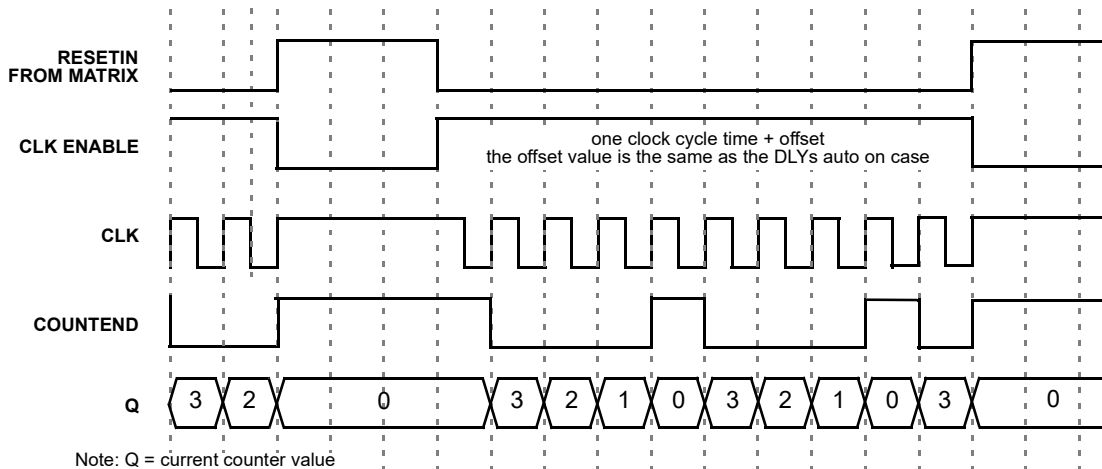 RESETIN
FROM MATRIX
CLK ENABLE
one clock cycle time + offset
the offset value is the same as the DLYs auto on case
CLK
COUNTEND
Q
3 2 0 3 2 1 0 3 2 1 0 3 0
Note: Q = current counter value